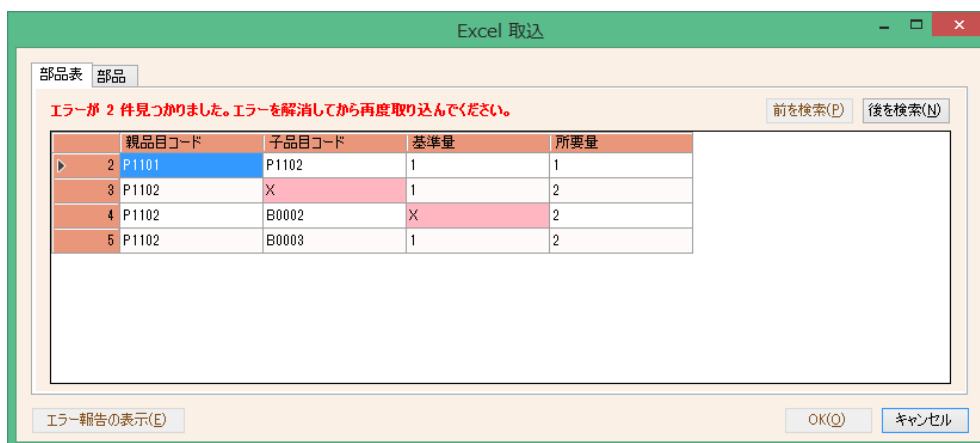 Excel 取込
部品表 部品
エラーが 2 件見つかりました。エラーを解消してから再度取り込んでください。 前を検索(P) 後を検索(N)
親品目コード 子品目コード 基準量 所要量
2 P1101 P1102 1 1
3 P1102 X 1 2
4 P1102 B0002 X 2
5 P1102 B0003 1 2
エラー報告の表示(E) OK(O) キャンセル